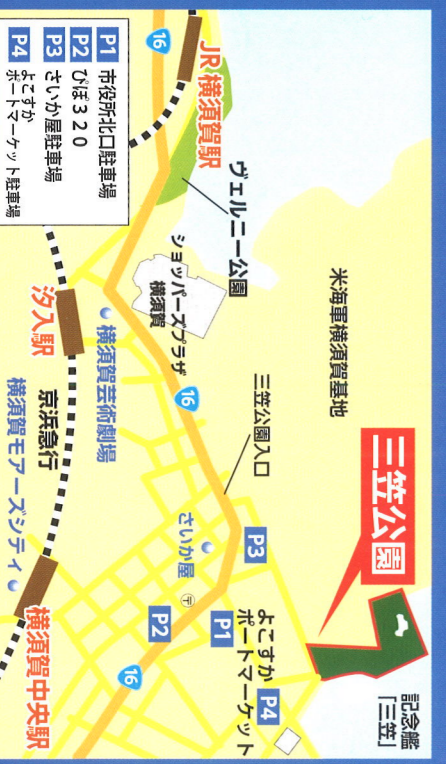 16
JR横須賀駅
P1 市役所北口駐車場
P2 ぴぽ320
P3 さいか屋駐車場
P4 よこすか
ポートマーケット駐車場
ヴェルニー公園
ショッパーズプラザ
横須賀
汐入駅
横須賀芸術劇場
京浜急行
横須賀モアーズシティ
横須賀中央駅
米海軍横須賀基地
16
三笠公園入口
三笠公園
P3
さいか屋
〒
P2
P1
よこすか
ポートマーケット
P4
16
記念艦
「三笠」